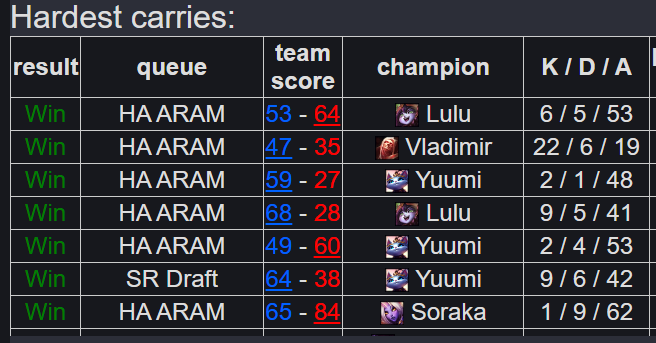 Hardest carries:
result queue team score champion K / D / A
Win HA ARAM 53 - 64 Lulu 6 / 5 / 53
Win HA ARAM 47 - 35 Vladimir 22 / 6 / 19
Win HA ARAM 59 - 27 Yuumi 2 / 1 / 48
Win HA ARAM 68 - 28 Lulu 9 / 5 / 41
Win HA ARAM 49 - 60 Yuumi 2 / 4 / 53
Win SR Draft 64 - 38 Yuumi 9 / 6 / 42
Win HA ARAM 65 - 84 Soraka 1 / 9 / 62